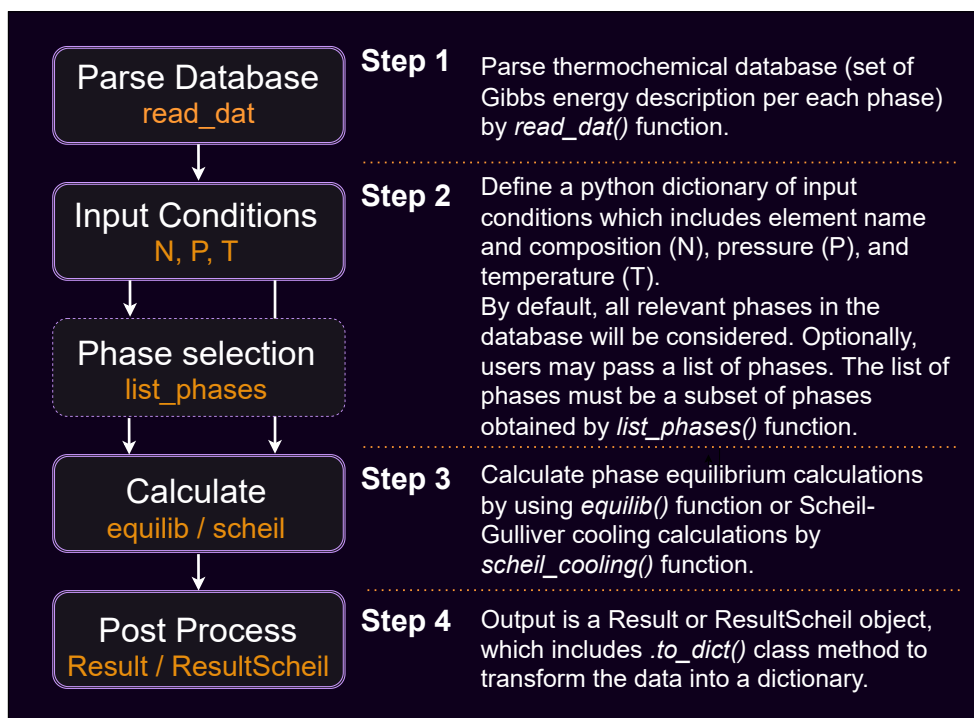 Parse Database
read_dat
Step 1
Parse thermochemical database (set of
Gibbs energy description per each phase)
by read_dat() function.
Input Conditions
N, P, T
Step 2
Define a python dictionary of input
conditions which includes element name
and composition (N), pressure (P), and
temperature (T).
By default, all relevant phases in the
database will be considered. Optionally,
users may pass a list of phases. The list of
phases must be a subset of phases
obtained by list_phases() function.
Phase selection
list_phases
Calculate
equilib / scheil
Step 3
Calculate phase equilibrium calculations
by using equilib() function or Scheil-
Gulliver cooling calculations by
scheil_cooling() function.
Post Process
Result / ResultScheil
Step 4
Output is a Result or ResultScheil object,
which includes .to_dict() class method to
transform the data into a dictionary.